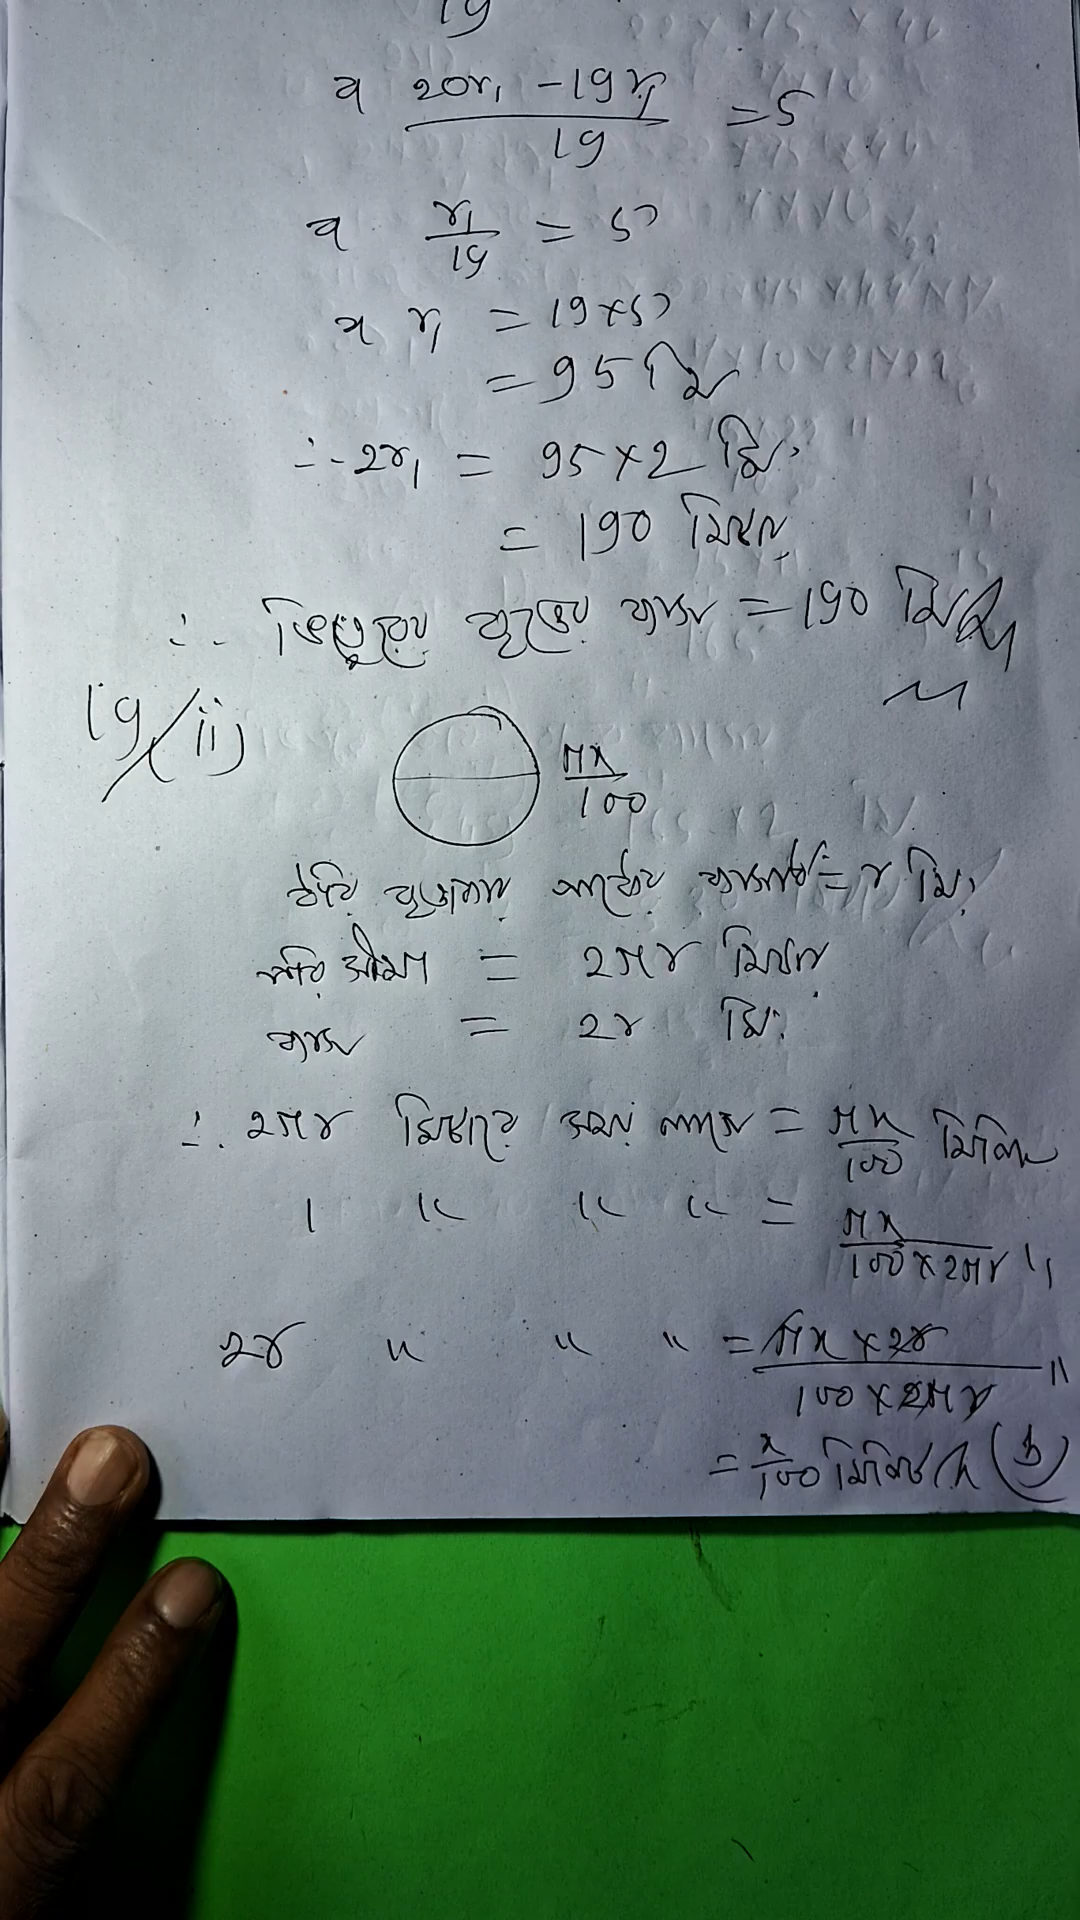 19
বা 20r₁ - 19r₁ / 19 = 5
বা r₁/19 = 5
বা r₁ = 19×5
= 95 মি
∴ 2r₁ = 95×2 মি.
= 190 মিটার
∴ ভিতরের বৃত্তের ব্যাস = 190 মিটার
19/(ii)
πx/100
ধরি বৃত্তাকার মাঠের ব্যাসার্ধ = r মি.
পরিসীমা = 2πr মিটার
ব্যাস = 2r মি.
∴ 2πr মিটারে সময় লাগে = πx/100 মিনিট
1 " " " = πx/100×2πr "
2r " " " = πx×2r/100×2πr "
= x/100 মিনিট (b)